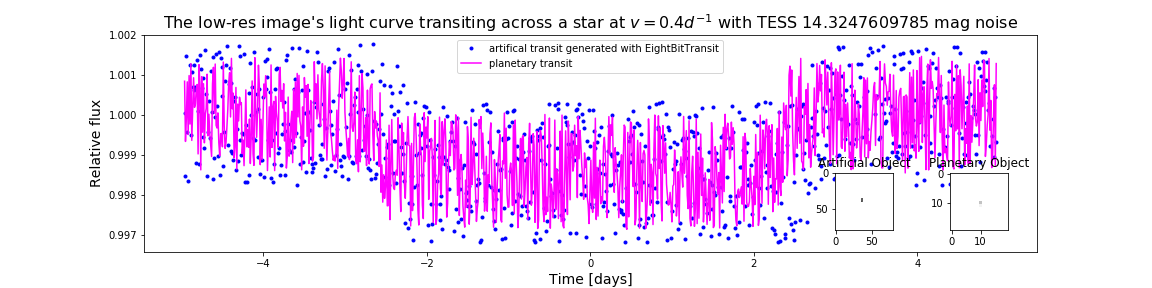 The low-res image's light curve transiting across a star at v = 0.4d⁻¹ with TESS 14.3247609785 mag noise
artifical transit generated with EightBitTransit
planetary transit
Relative flux
1.002
1.001
1.000
0.999
0.998
0.997
Artificial Object
0
50
0 50
Planetary Object
0
10
0 10
−4 −2 0 2 4
Time [days]